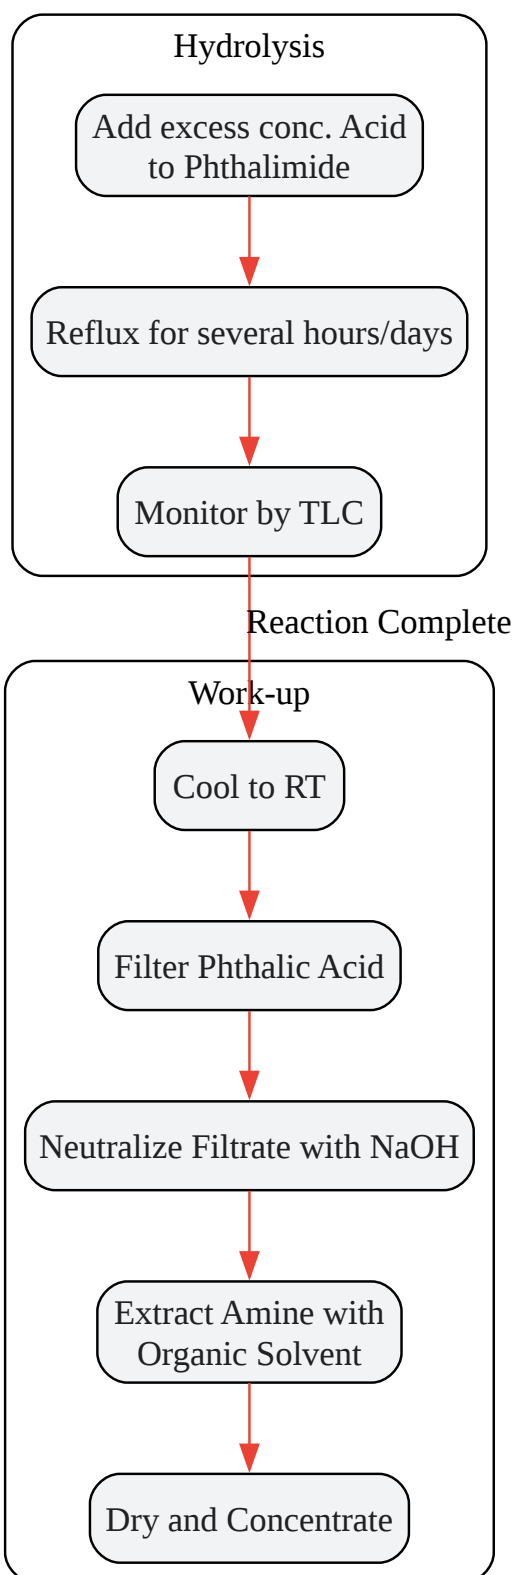 Hydrolysis
Add excess conc. Acid
to Phthalimide
Reflux for several hours/days
Monitor by TLC
Reaction Complete
Work-up
Cool to RT
Filter Phthalic Acid
Neutralize Filtrate with NaOH
Extract Amine with
Organic Solvent
Dry and Concentrate